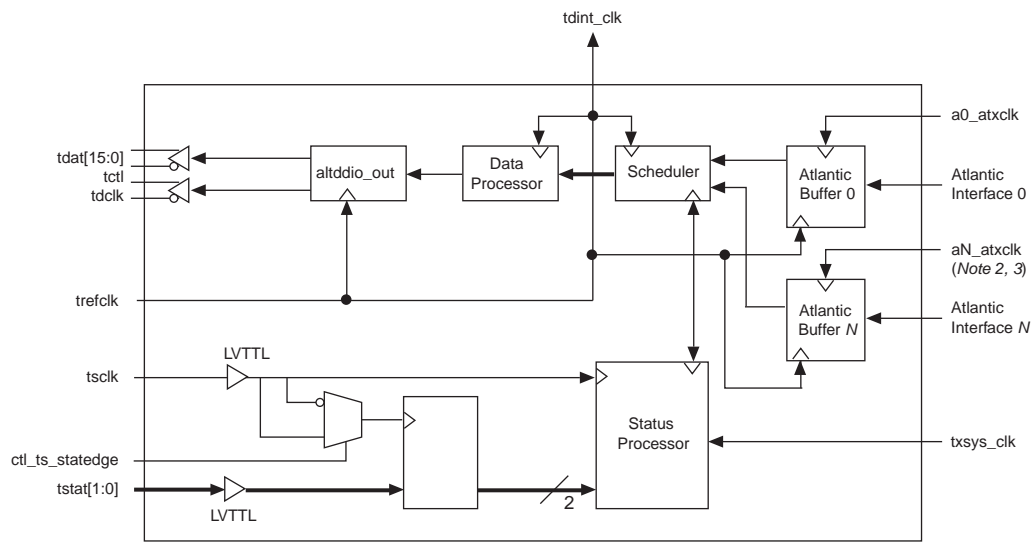 tdint_clk
a0_atxclk
tdat[15:0]
tctl
tdclk
altddio_out
Data
Processor
Scheduler
Atlantic
Buffer 0
Atlantic
Interface 0
aN_atxclk
(Note 2, 3)
trefclk
Atlantic
Buffer N
Atlantic
Interface N
LVTTL
tsclk
Status
Processor
txsys_clk
ctl_ts_statedge
tstat[1:0]
LVTTL
2